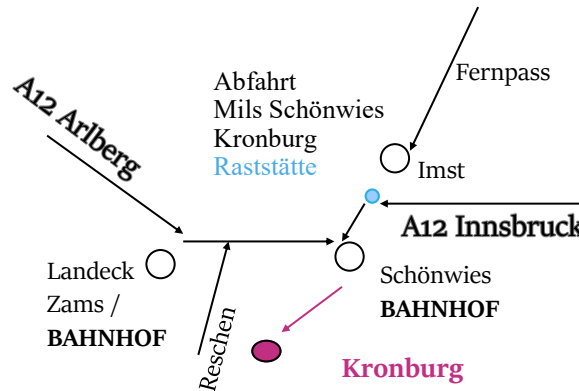 Fernpass
Abfahrt
Mils Schönwies
Kronburg
Raststätte
A12 Arlberg
Imst
A12 Innsbruck
Landeck
Zams /
BAHNHOF
Schönwies
BAHNHOF
Reschen
Kronburg